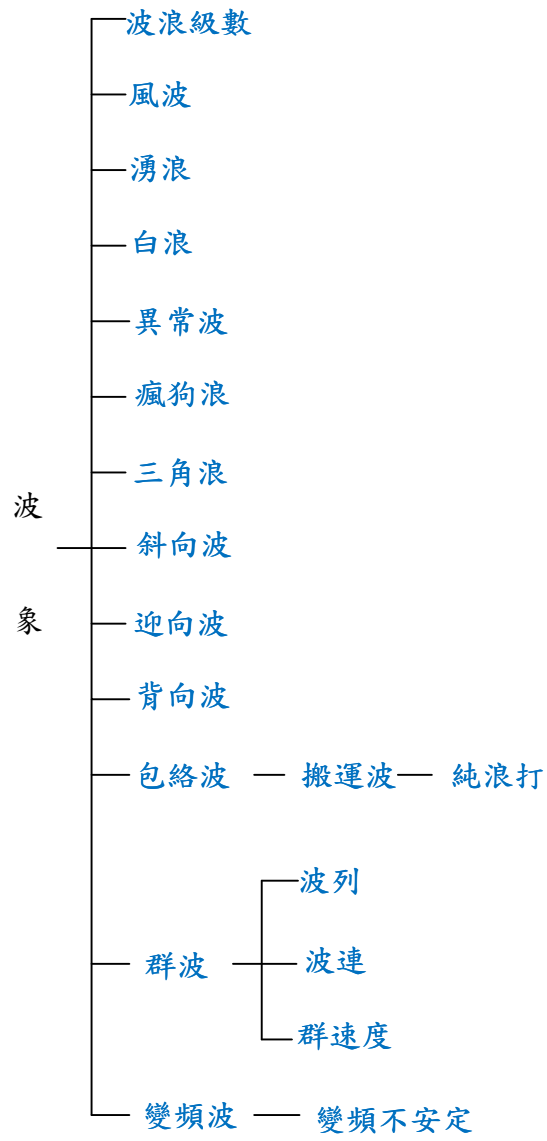 波浪級數
風波
湧浪
白浪
異常波
瘋狗浪
三角浪
波象
斜向波
迎向波
背向波
包絡波 搬運波 純浪打
波列
群波 波連
群速度
變頻波 變頻不安定